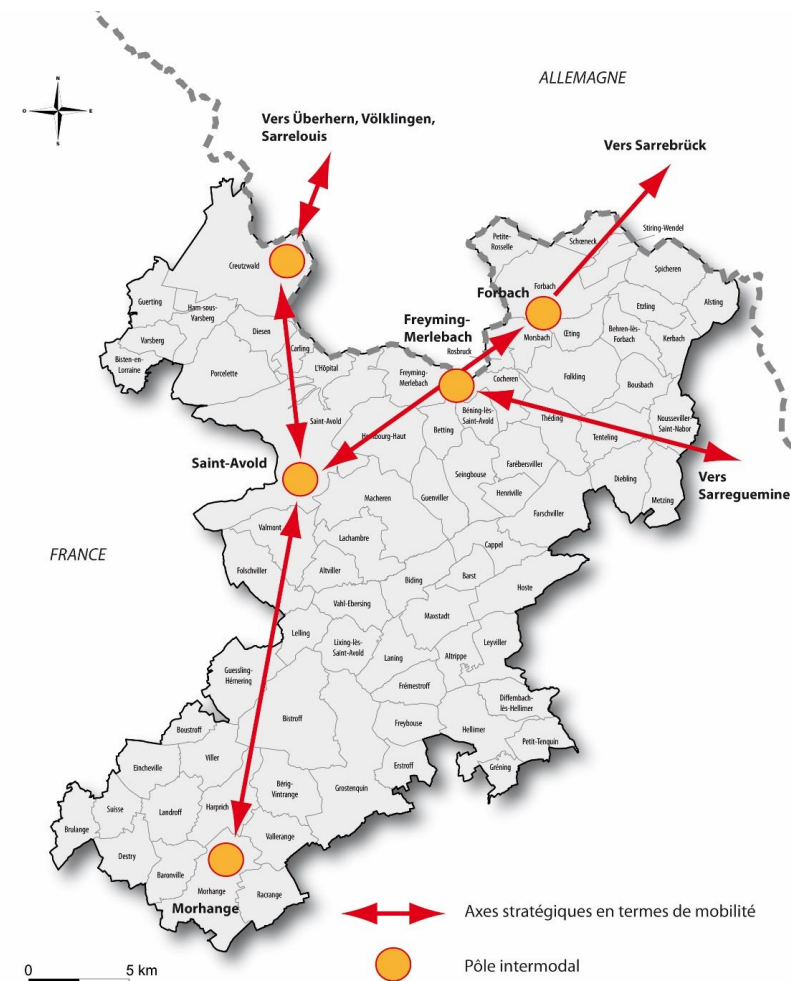 ALLEMAGNE
N
O
E
S
Vers Überhern, Völklingen,
Sarrelouis
Vers Sarrebrück
Petite-
Rosselle
Schœneck
Stiring-Wendel
Creutzwald
Spicheren
Forbach
Forbach
Guerting
Ham-sous-
Varsberg
Etzling
Alsting
Freyming-
Merlebach
Diesen
Morsbach
Œting
Behren-lès-
Forbach
Kerbach
Varsberg
Carling
Rosbruck
Bisten-en-
Lorraine
Porcelette
L'Hôpital
Freyming-
Merlebach
Cocheren
Folkling
Bousbach
Saint-Avold
Béning-lès-
Saint-Avold
Théding
Nousseviller-
Saint-Nabor
Hombourg-Haut
Betting
Tenteling
Saint-Avold
Seingbouse
Farébersville
Vers
Sarreguemine
Macheren
Guenviller
Henriville
Diebling
Metzing
Farschviller
Valmont
Lachambre
FRANCE
Cappel
Folschviller
Altviller
Biding
Barst
Hoste
Vahl-Ebersing
Maxstadt
Lelling
Lixing-lès-
Saint-Avold
Leyviller
Laning
Altrippe
Guessling-
Hémering
Frémestroff
Diffembach-
lès-Hellimer
Bistroff
Freybouse
Hellimer
Boustroff
Petit-Tenquin
Viller
Erstroff
Gréning
Eincheville
Bérig-
Vintrange
Grostenquin
Suisse
Landroff
Harprich
Brulange
Vallerange
Destry
Baronville
Morhange
Racrange
Morhange
Axes stratégiques en termes de mobilité
Pôle intermodal
0
5 km